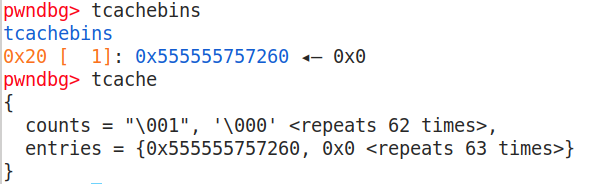 pwndbg> tcachebins
tcachebins
0x20 [  1]: 0x555555757260 ◂— 0x0
pwndbg> tcache
{
  counts = "\001", '\000' <repeats 62 times>,
  entries = {0x555555757260, 0x0 <repeats 63 times>}
}